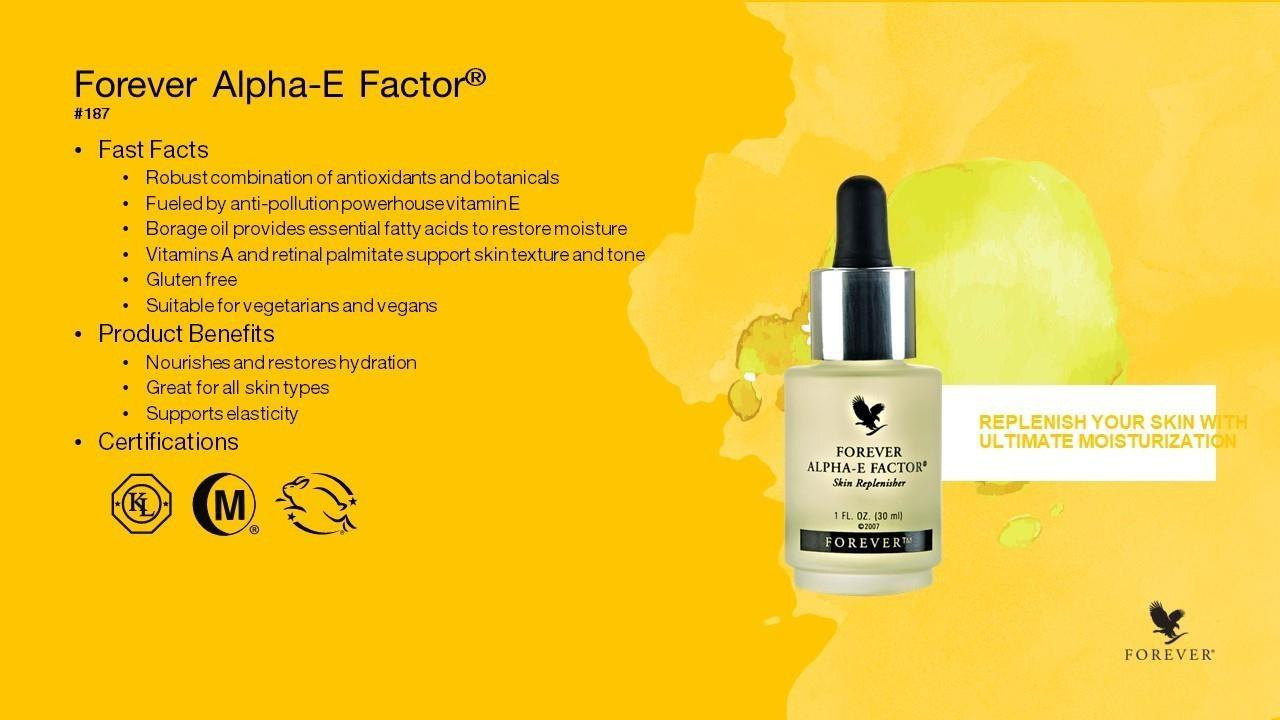 Forever Alpha-E Factor®
#187
• Fast Facts
• Robust combination of antioxidants and botanicals
• Fueled by anti-pollution powerhouse vitamin E
• Borage oil provides essential fatty acids to restore moisture
• Vitamins A and retinal palmitate support skin texture and tone
• Gluten free
• Suitable for vegetarians and vegans
• Product Benefits
• Nourishes and restores hydration
• Great for all skin types
• Supports elasticity
• Certifications
KL
M®
FOREVER
ALPHA-E FACTOR®
Skin Replenisher
1 FL. OZ. (30 ml)
©2007
FOREVER™
REPLENISH YOUR SKIN WITH
ULTIMATE MOISTURIZATION
FOREVER®